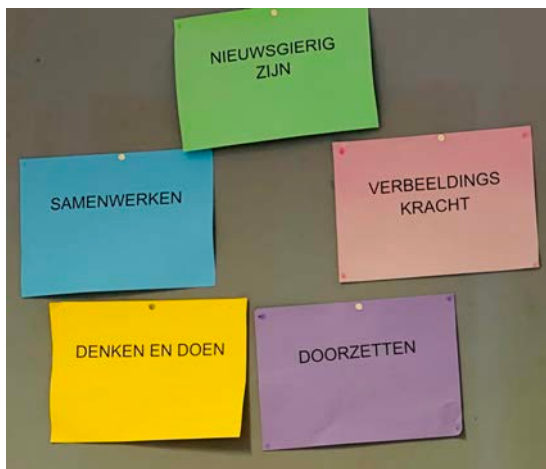 NIEUWSGIERIG
ZIJN
SAMENWERKEN
VERBEELDINGS
KRACHT
DENKEN EN DOEN
DOORZETTEN